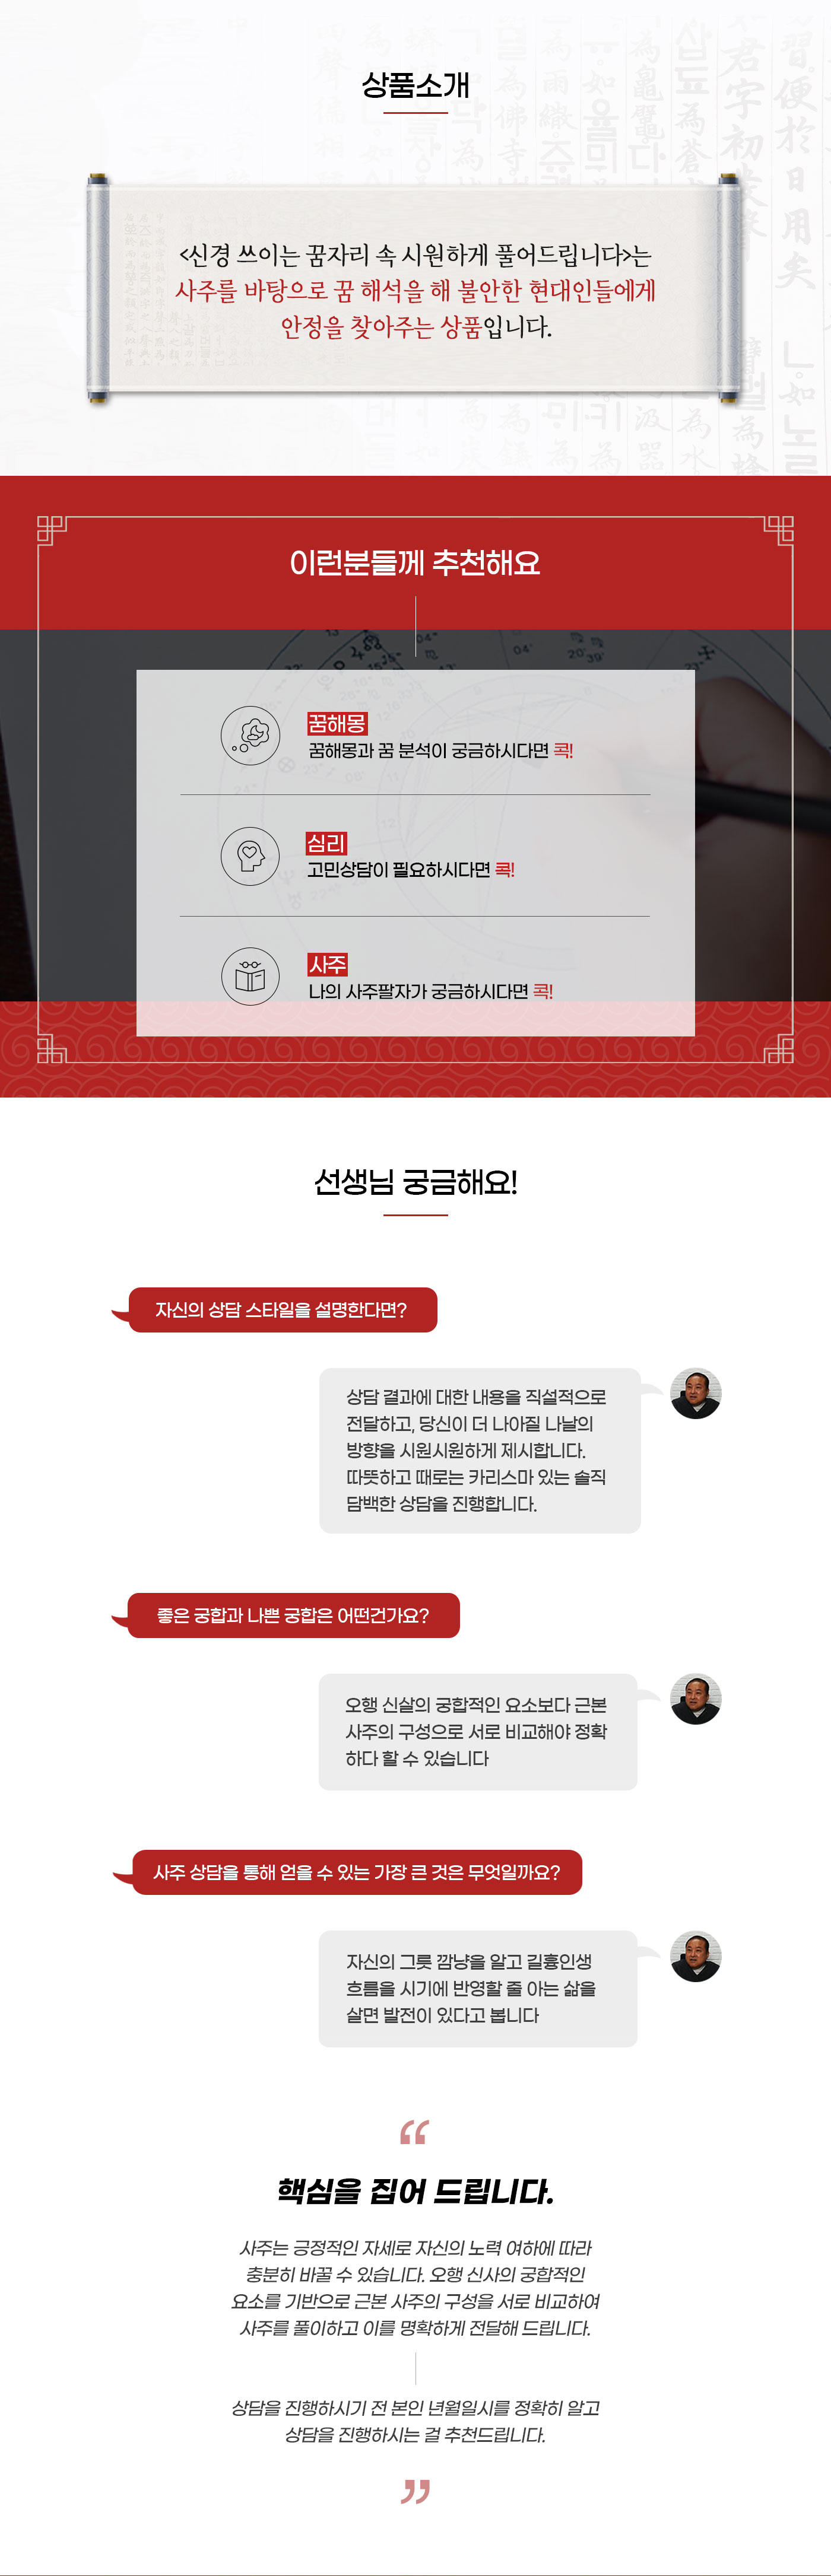 상품소개
<신경 쓰이는 꿈자리 속 시원하게 풀어드립니다>는
사주를 바탕으로 꿈 해석을 해 불안한 현대인들에게
안정을 찾아주는 상품입니다.
이런분들께 추천해요
꿈해몽
꿈해몽과 꿈 분석이 궁금하시다면 콕!
심리
고민상담이 필요하시다면 콕!
사주
나의 사주팔자가 궁금하시다면 콕!
선생님 궁금해요!
자신의 상담 스타일을 설명한다면?
상담 결과에 대한 내용을 직설적으로
전달하고, 당신이 더 나아질 나날의
방향을 시원시원하게 제시합니다.
따뜻하고 때로는 카리스마 있는 솔직
담백한 상담을 진행합니다.
좋은 궁합과 나쁜 궁합은 어떤건가요?
오행 신살의 궁합적인 요소보다 근본
사주의 구성으로 서로 비교해야 정확
하다 할 수 있습니다
사주 상담을 통해 얻을 수 있는 가장 큰 것은 무엇일까요?
자신의 그릇 깜냥을 알고 길흉인생
흐름을 시기에 반영할 줄 아는 삶을
살면 발전이 있다고 봅니다
“
핵심을 집어 드립니다.
사주는 긍정적인 자세로 자신의 노력 여하에 따라
충분히 바꿀 수 있습니다. 오행 신사의 궁합적인
요소를 기반으로 근본 사주의 구성을 서로 비교하여
사주를 풀이하고 이를 명확하게 전달해 드립니다.
상담을 진행하시기 전 본인 년월일시를 정확히 알고
상담을 진행하시는 걸 추천드립니다.
”